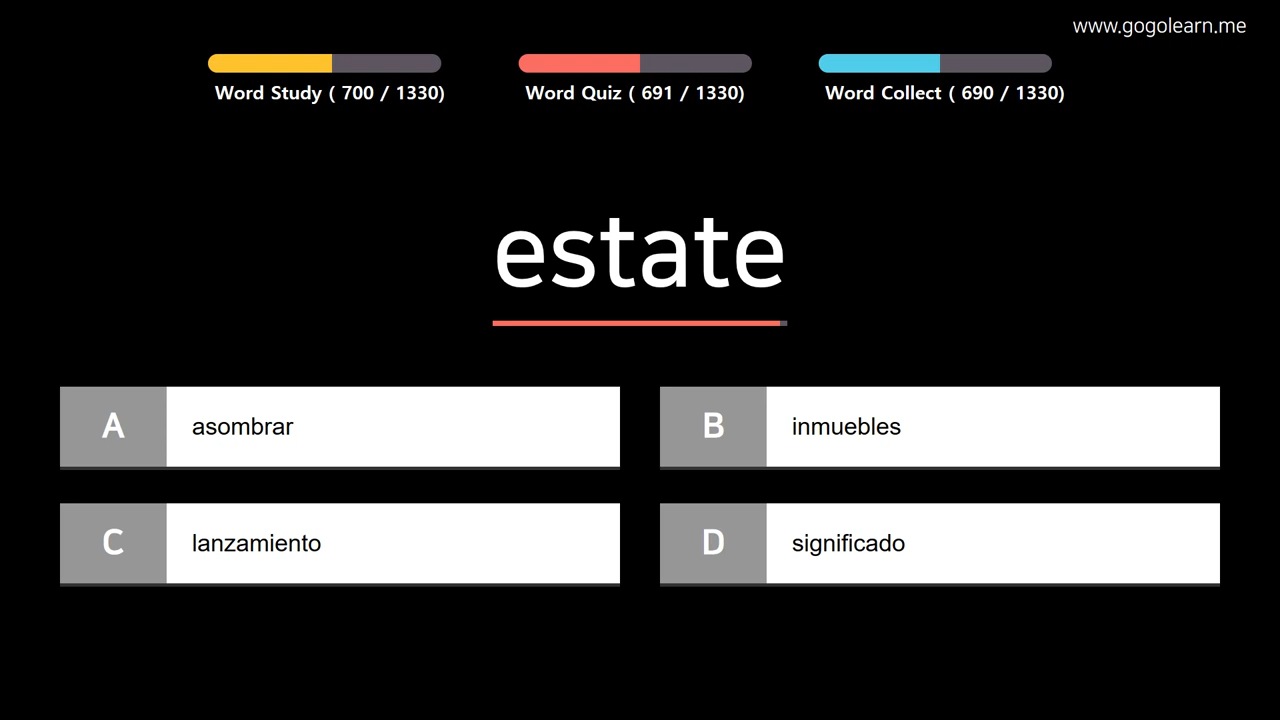 www.gogolearn.me
Word Study ( 700 / 1330)
Word Quiz ( 691 / 1330)
Word Collect ( 690 / 1330)
estate
A
asombrar
B
inmuebles
C
lanzamiento
D
significado